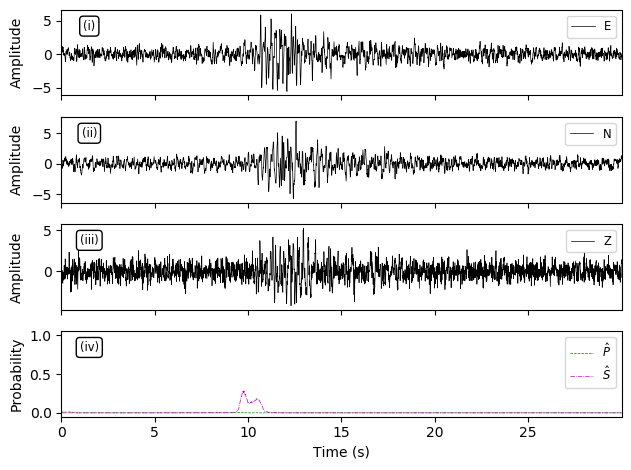 Amplitude
5
0
−5
(i)
E
Amplitude
5
0
−5
(ii)
N
Amplitude
5
0
(iii)
Z
Probability
1.0
0.5
0.0
(iv)
P̂
Ŝ
0 5 10 15 20 25
Time (s)